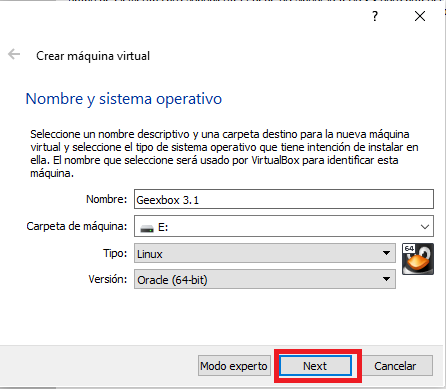 ?
Crear máquina virtual
Nombre y sistema operativo
Seleccione un nombre descriptivo y una carpeta destino para la nueva máquina
virtual y seleccione el tipo de sistema operativo que tiene intención de instalar en
ella. El nombre que seleccione será usado por VirtualBox para identificar esta
máquina.
Nombre: Geexbox 3.1
Carpeta de máquina: E:
Tipo: Linux
64
Versión: Oracle (64-bit)
Modo experto Next Cancelar